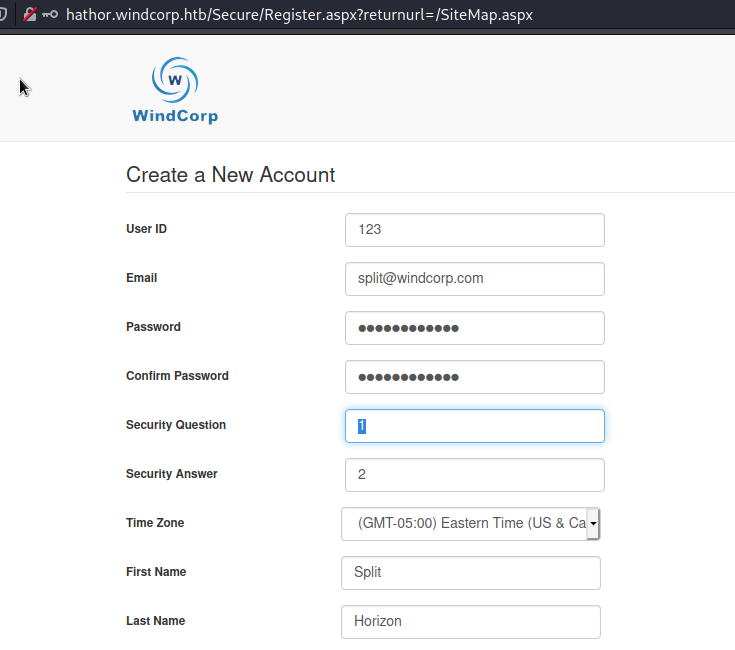 hathor.windcorp.htb/Secure/Register.aspx?returnurl=/SiteMap.aspx
W
WindCorp
Create a New Account
User ID 123
Email split@windcorp.com
Password ●●●●●●●●●●●●
Confirm Password ●●●●●●●●●●●●
Security Question 1
Security Answer 2
Time Zone (GMT-05:00) Eastern Time (US & Ca
First Name Split
Last Name Horizon